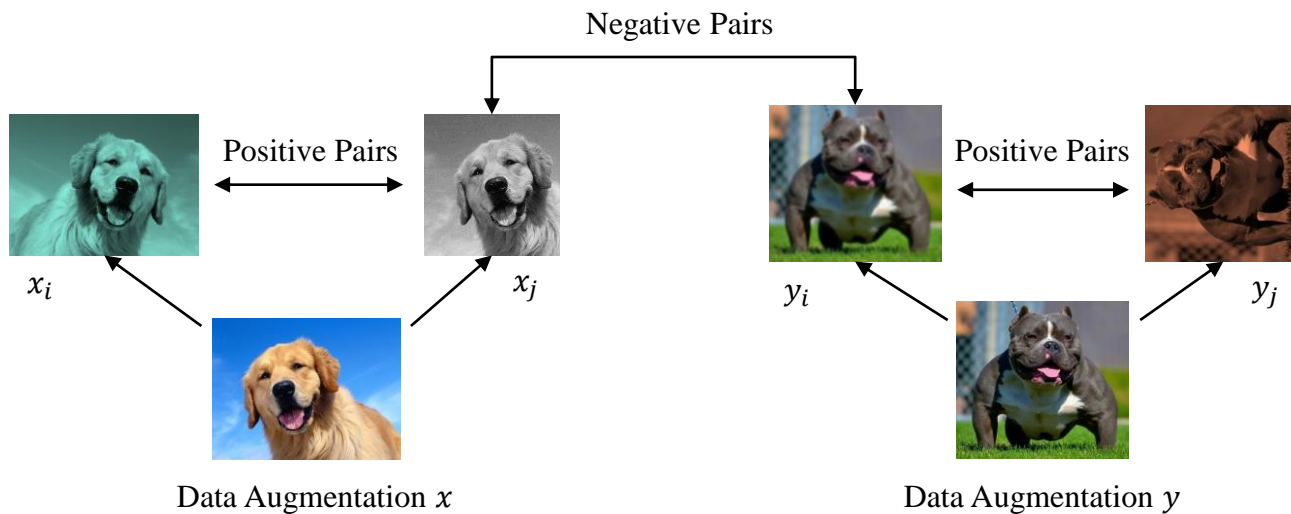 Negative Pairs
Positive Pairs
Positive Pairs
x_i
x_j
y_i
y_j
Data Augmentation x
Data Augmentation y